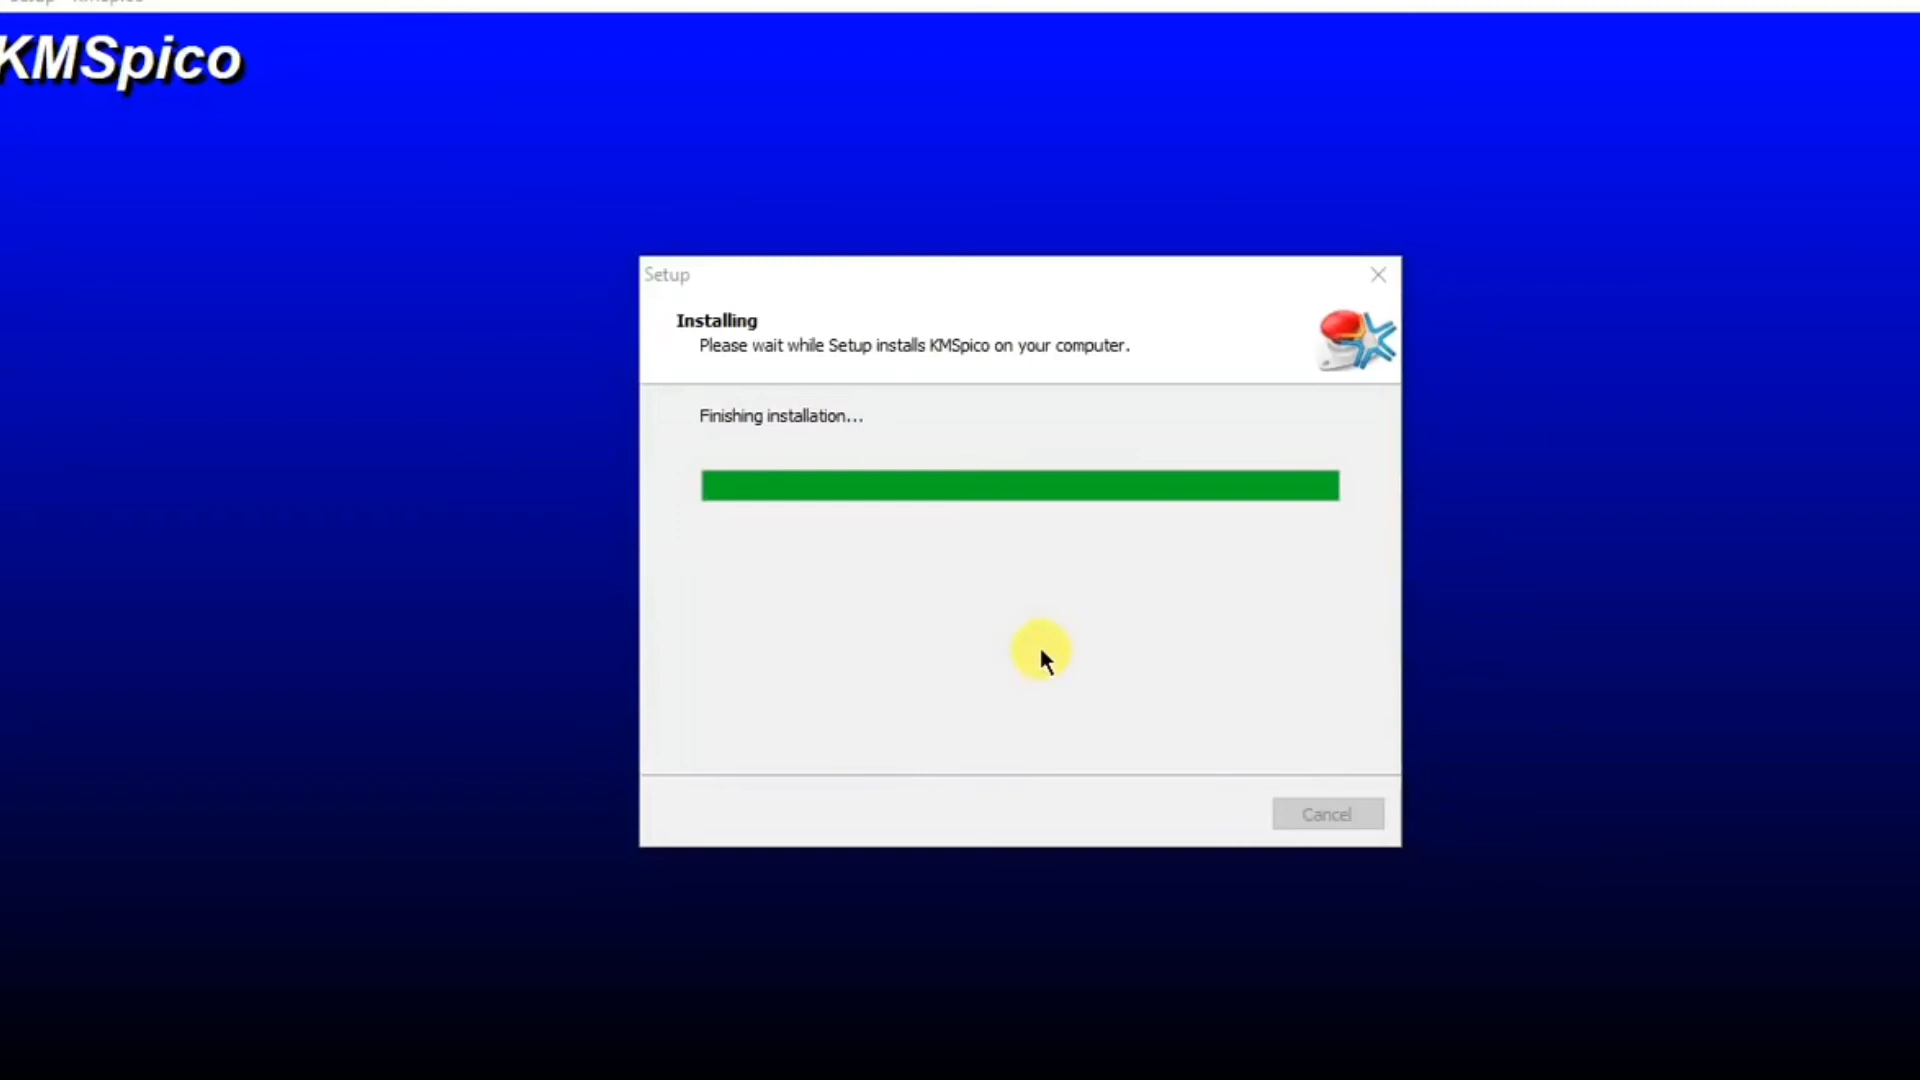 KMSpico
Setup
Installing
Please wait while Setup installs KMSpico on your computer.
Finishing installation...
Cancel